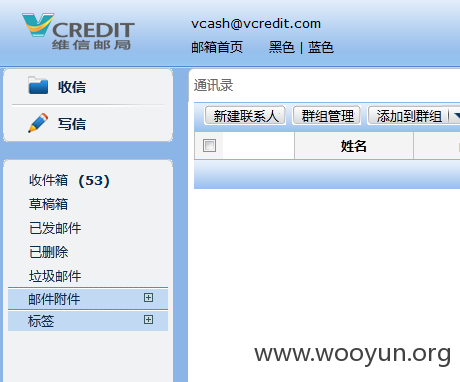 VCREDIT
维信邮局
vcash@vcredit.com
邮箱首页 黑色 | 蓝色
收信
写信
收件箱 (53)
草稿箱
已发邮件
已删除
垃圾邮件
邮件附件
标签
通讯录
新建联系人 群组管理 添加到群组
姓名
www.wooyun.org